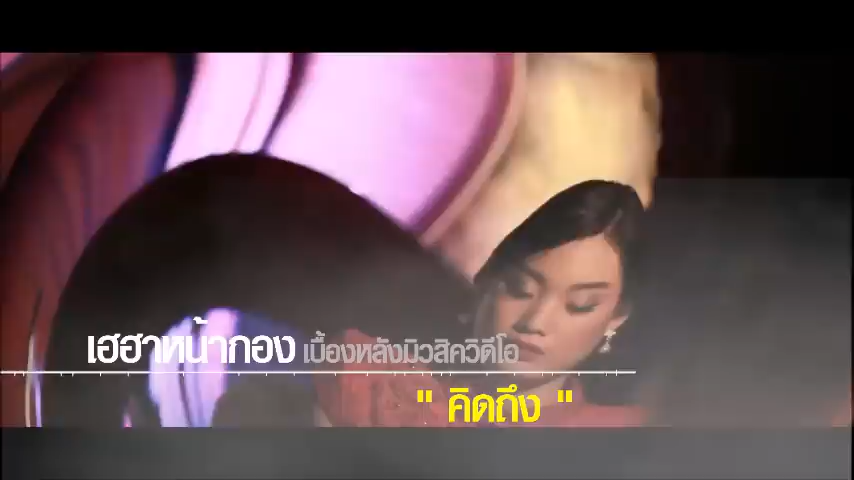 เฮฮาหน้ากอง เบื้องหลังมิวสิควิดีโอ
" คิดถึง "